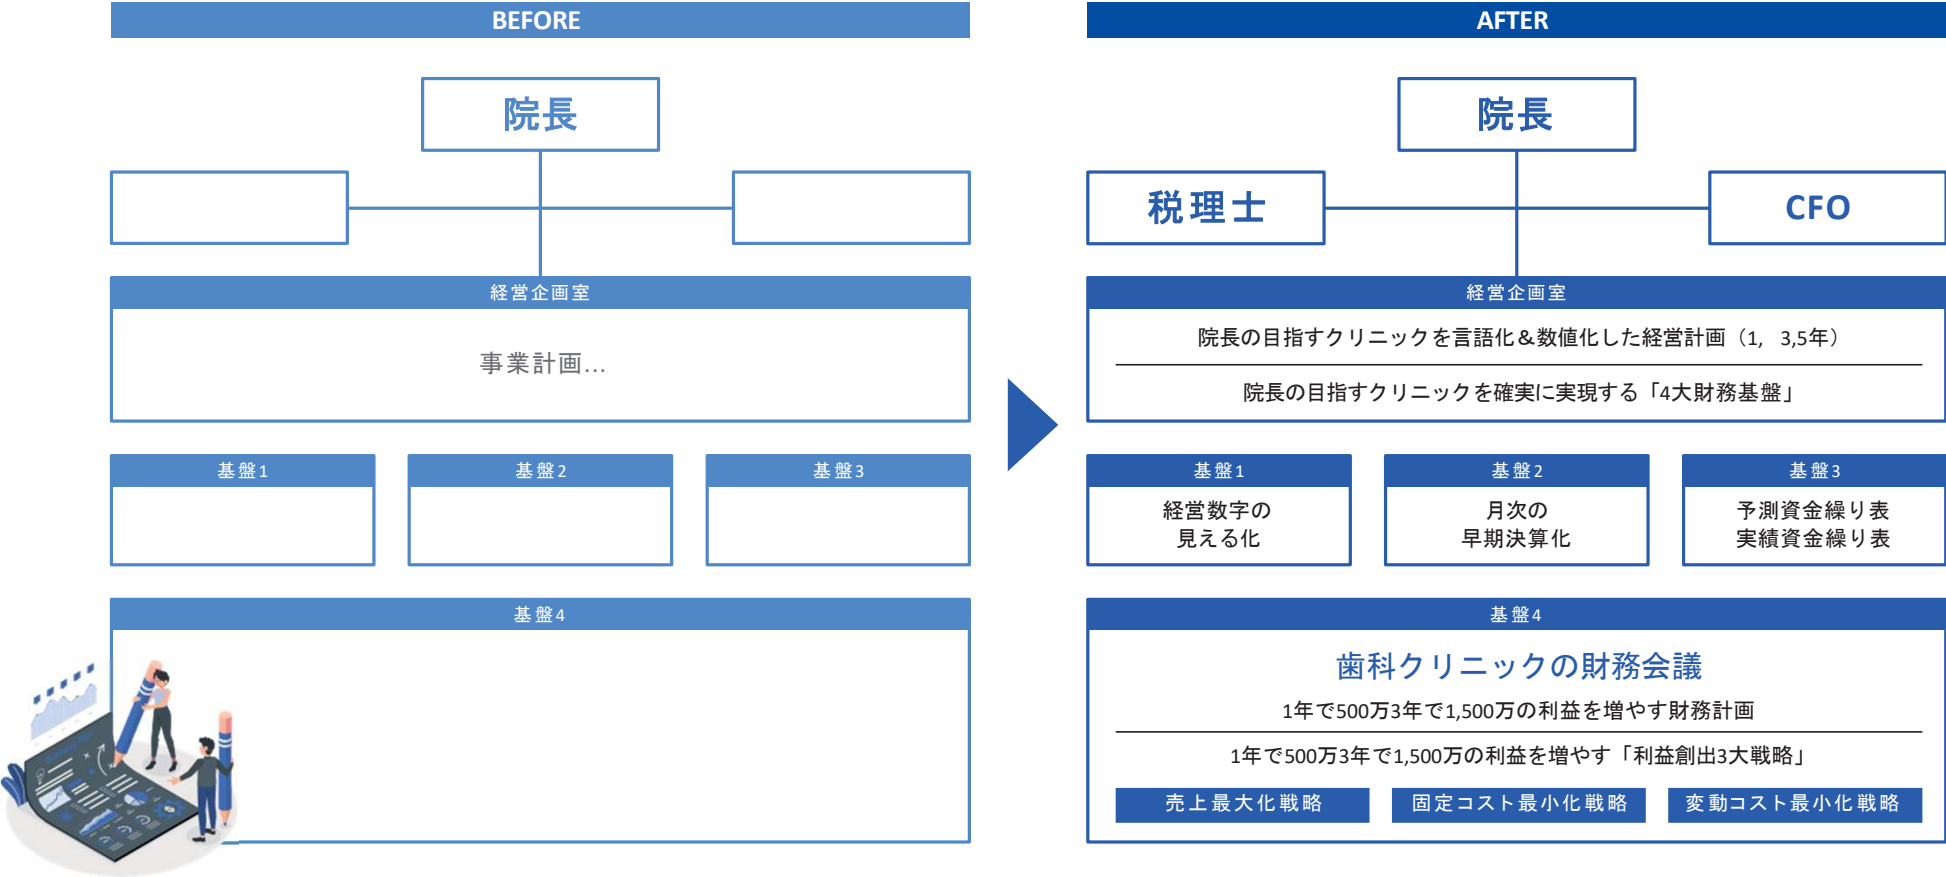 BEFORE
院長
経営企画室
事業計画...
基盤1
基盤2
基盤3
基盤4
AFTER
院長
税理士
CFO
経営企画室
院長の目指すクリニックを言語化＆数値化した経営計画（1, 3,5年）
院長の目指すクリニックを確実に実現する「4大財務基盤」
基盤1
経営数字の
見える化
基盤2
月次の
早期決算化
基盤3
予測資金繰り表
実績資金繰り表
基盤4
歯科クリニックの財務会議
1年で500万3年で1,500万の利益を増やす財務計画
1年で500万3年で1,500万の利益を増やす「利益創出3大戦略」
売上最大化戦略
固定コスト最小化戦略
変動コスト最小化戦略